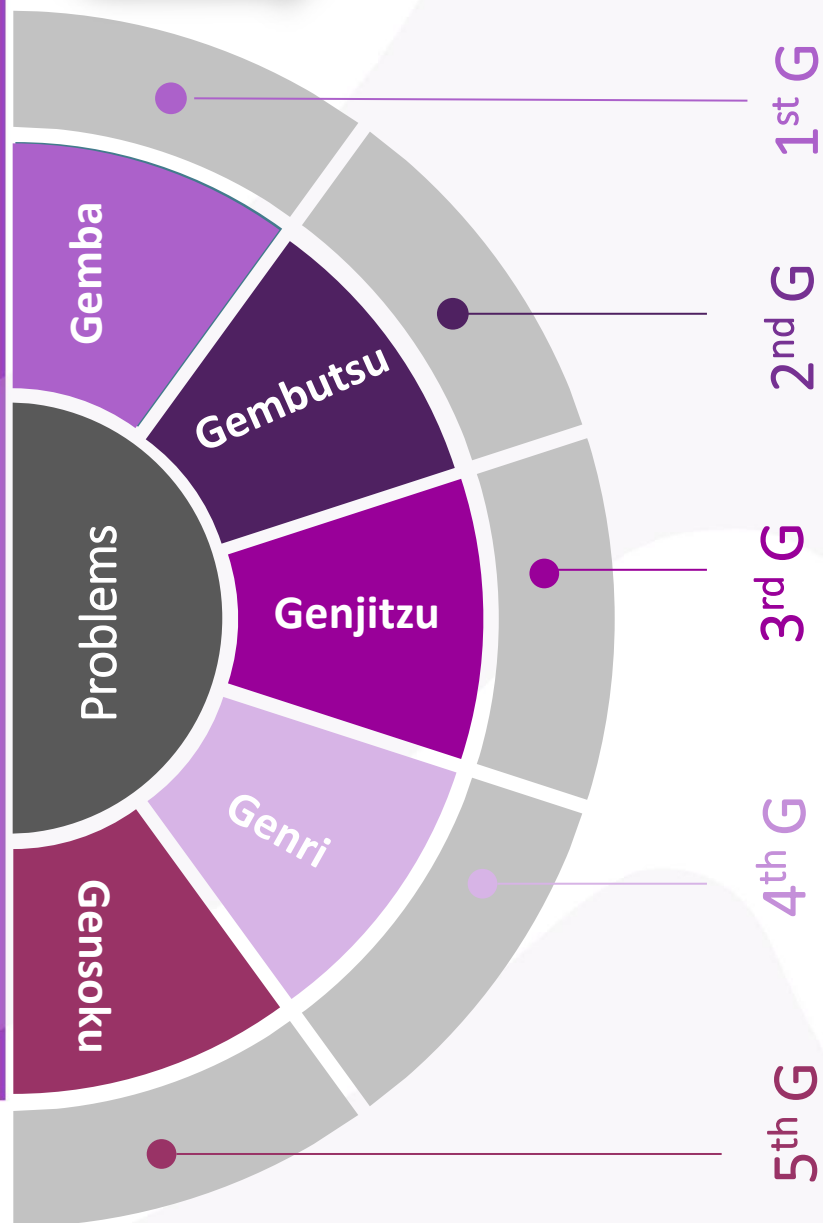 Problems
Gemba
1st G
Gembutsu
2nd G
Genjitzu
3rd G
Genri
4th G
Gensoku
5th G